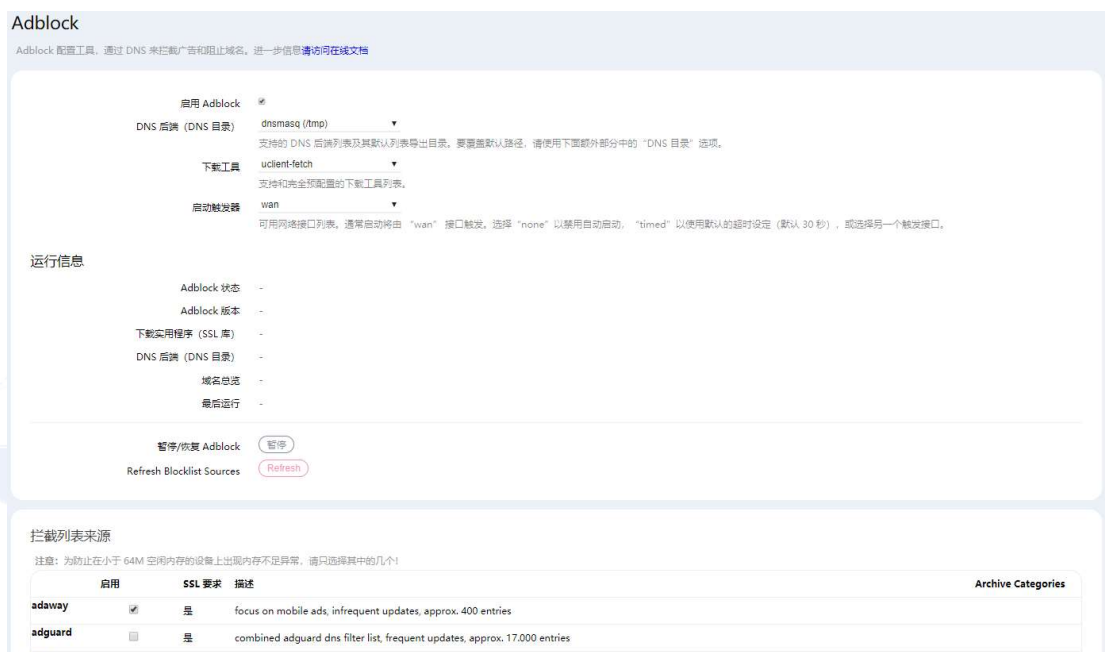 Adblock
Adblock 配置工具，通过 DNS 来拦截广告和阻止域名。进一步信息请访问在线文档
启用 Adblock
DNS 后端（DNS 目录） dnsmasq (/tmp)
支持的 DNS 后端列表及其默认列表导出目录。要覆盖默认路径，请使用下面额外部分中的“DNS 目录”选项。
下载工具 uclient-fetch
支持和完全预配置的下载工具列表。
启动触发器 wan
可用网络接口列表。通常启动将由 “wan” 接口触发。选择 “none” 以禁用自动启动， “timed” 以使用默认的超时设定（默认 30 秒），或选择另一个触发接口。
运行信息
Adblock 状态 -
Adblock 版本 -
下载实用程序（SSL 库） -
DNS 后端（DNS 目录） -
域名总览 -
最后运行 -
暂停/恢复 Adblock 暂停
Refresh Blocklist Sources Refresh
拦截列表来源
注意：为防止在小于 64M 空闲内存的设备上出现内存不足异常，请只选择其中的几个!
启用 SSL 要求 描述 Archive Categories
adaway 是 focus on mobile ads, infrequent updates, approx. 400 entries
adguard 是 combined adguard dns filter list, frequent updates, approx. 17.000 entries